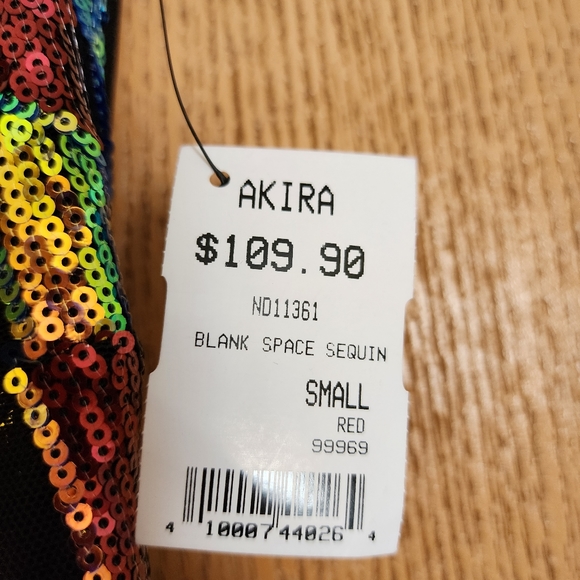 AKIRA
$109.90
ND11361
BLANK SPACE SEQUIN
SMALL
RED
99969
4 10007 44026 4